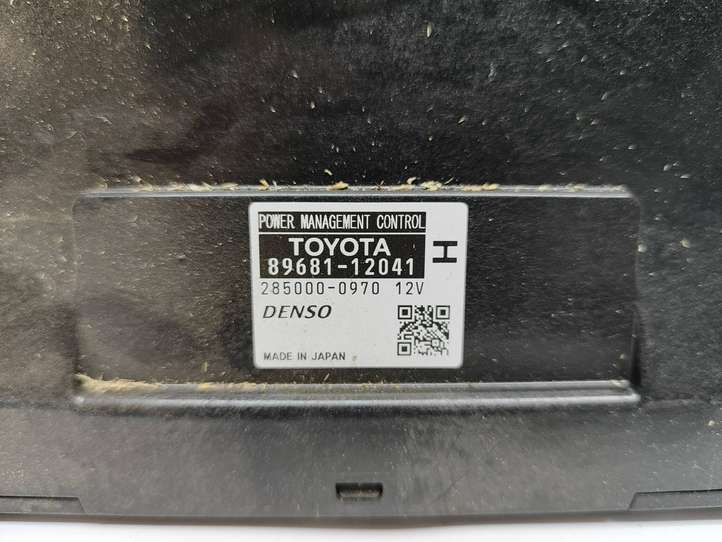 POWER MANAGEMENT CONTROL
TOYOTA
89681-12041
H
285000-0970 12V
DENSO
MADE IN JAPAN